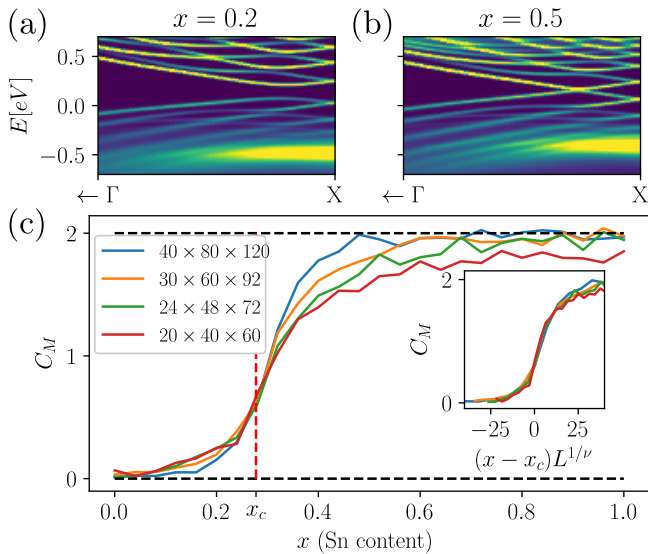 (a) x = 0.2
(b) x = 0.5
E[eV]
0.5
0.0
−0.5
← Γ X
← Γ X
(c)
2
1
0
C_M
40 × 80 × 120
30 × 60 × 92
24 × 48 × 72
20 × 40 × 60
2
0
C_M
−25 0 25
(x − x_c)L^{1/ν}
0.0 0.2 x_c 0.4 0.6 0.8 1.0
x (Sn content)